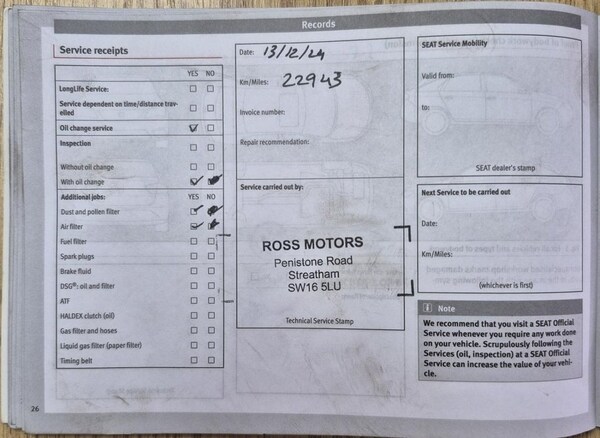 Records
Service receipts
YES NO
LongLife Service:
Service dependent on time/distance trav-
elled
Oil change service
Inspection
Without oil change
With oil change
Additional jobs: YES NO
Dust and pollen filter
Air filter
Fuel filter
Spark plugs
Brake fluid
DSG®: oil and filter
ATF
HALDEX clutch (oil)
Gas filter and hoses
Liquid gas filter (paper filter)
Timing belt
Date: 13/12/24
Km/Miles: 22943
Invoice number:
Repair recommendation:
Service carried out by:
ROSS MOTORS
Penistone Road
Streatham
SW16 5LU
Technical Service Stamp
SEAT Service Mobility
Valid from:
to:
SEAT dealer's stamp
Next Service to be carried out
Date:
Km/Miles:
(whichever is first)
i Note
We recommend that you visit a SEAT Official
Service whenever you require any work done
on your vehicle. Scrupulously following the
Services (oil, inspection) at a SEAT Official
Service can increase the value of your vehi-
cle.
26